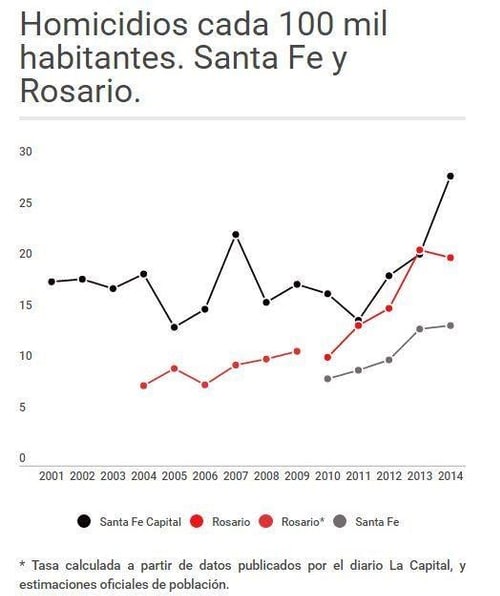 Homicidios cada 100 mil
habitantes. Santa Fe y
Rosario.
30
25
20
15
10
5
0
2001 2002 2003 2004 2005 2006 2007 2008 2009 2010 2011 2012 2013 2014
Santa Fe Capital Rosario Rosario* Santa Fe
* Tasa calculada a partir de datos publicados por el diario La Capital, y
estimaciones oficiales de población.